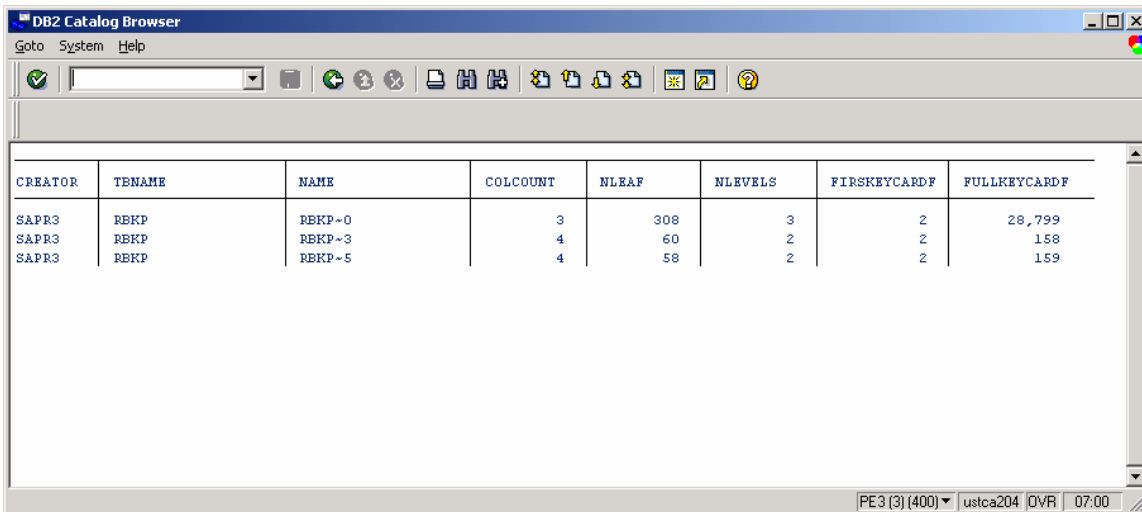 DB2 Catalog Browser
Goto System Help
CREATOR TBNAME NAME COLCOUNT NLEAF NLEVELS FIRSKEYCARDF FULLKEYCARDF
SAPR3 RBKP RBKP~0 3 308 3 2 28,799
SAPR3 RBKP RBKP~3 4 60 2 2 158
SAPR3 RBKP RBKP~5 4 58 2 2 159
PE3 (3) (400) ustca204 OVR 07:00